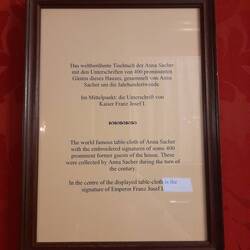 Das weltberühmte Tischtuch der Anna Sacher
mit den Unterschriften von 400 prominenten
Gästen dieses Hauses, gesammelt von Anna
Sacher um die Jahrhundertwende.
Im Mittelpunkt: die Unterschrift von
Kaiser Franz Josef I.
The world famous table-cloth of Anna Sacher
with the embroidered signatures of some 400
prominent former guests of the house. These
were collected by Anna Sacher during the turn of
the century.
In the centre of the displayed table-cloth is the
signature of Emperor Franz Josef I.